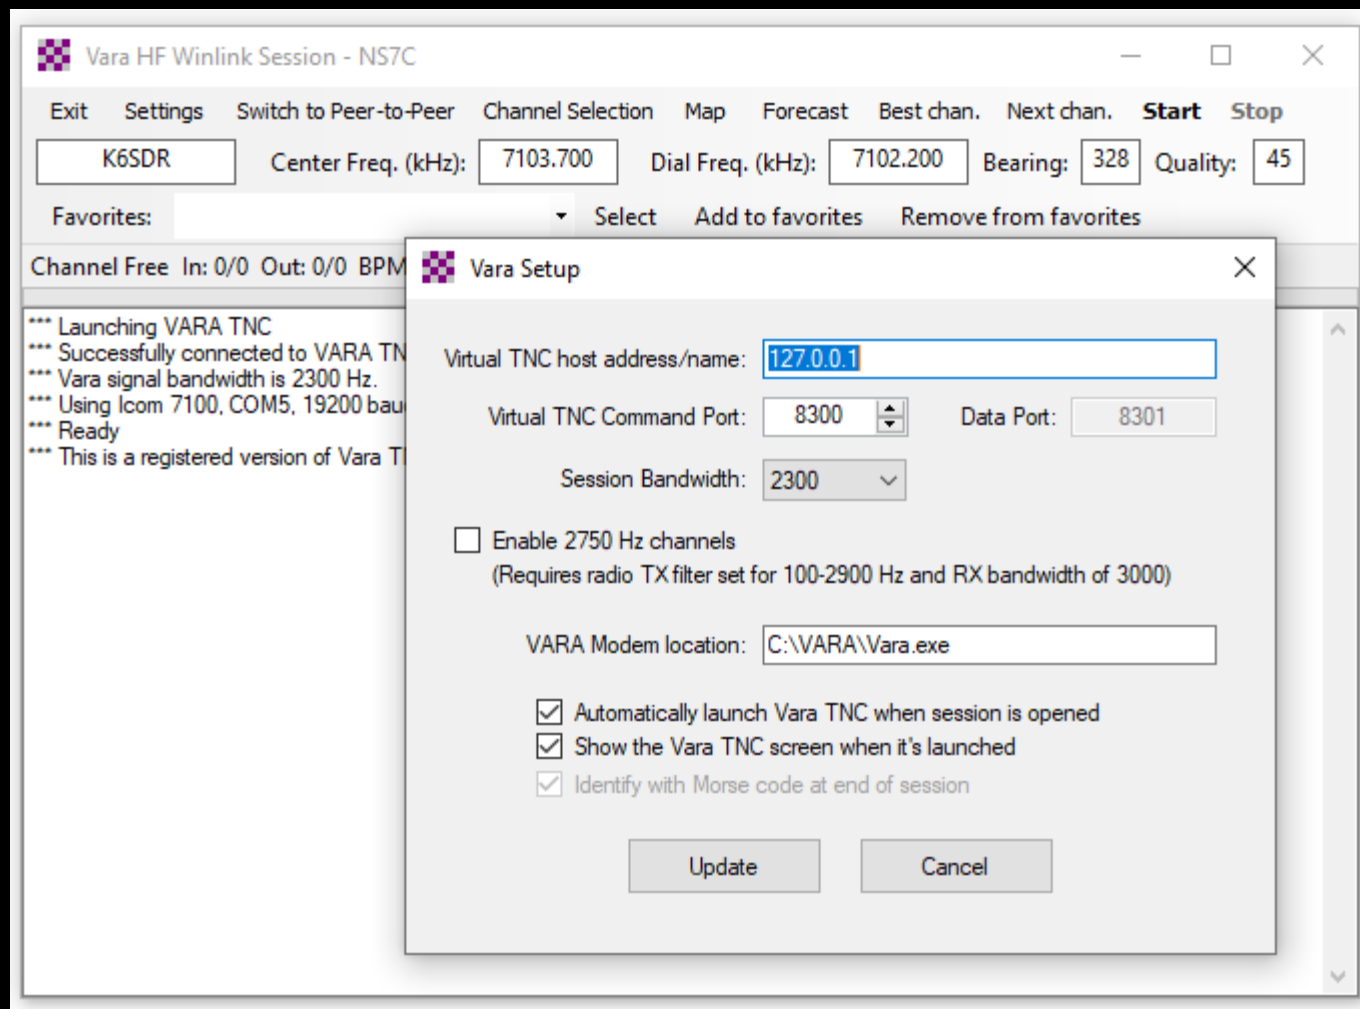 Vara HF Winlink Session - NS7C
Exit Settings Switch to Peer-to-Peer Channel Selection Map Forecast Best chan. Next chan. Start Stop
K6SDR Center Freq. (kHz): 7103.700 Dial Freq. (kHz): 7102.200 Bearing: 328 Quality: 45
Favorites: Select Add to favorites Remove from favorites
Channel Free In: 0/0 Out: 0/0 BPM
*** Launching VARA TNC
*** Successfully connected to VARA TN
*** Vara signal bandwidth is 2300 Hz.
*** Using Icom 7100, COM5, 19200 bau
*** Ready
*** This is a registered version of Vara T
Vara Setup
Virtual TNC host address/name: 127.0.0.1
Virtual TNC Command Port: 8300 Data Port: 8301
Session Bandwidth: 2300
Enable 2750 Hz channels
(Requires radio TX filter set for 100-2900 Hz and RX bandwidth of 3000)
VARA Modem location: C:\VARA\Vara.exe
Automatically launch Vara TNC when session is opened
Show the Vara TNC screen when it's launched
Identify with Morse code at end of session
Update Cancel